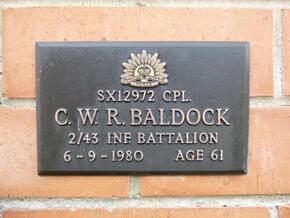 SX12972 CPL.
C. W. R. BALDOCK
2/43 INF. BATTALION
6-9-1980 AGE 61